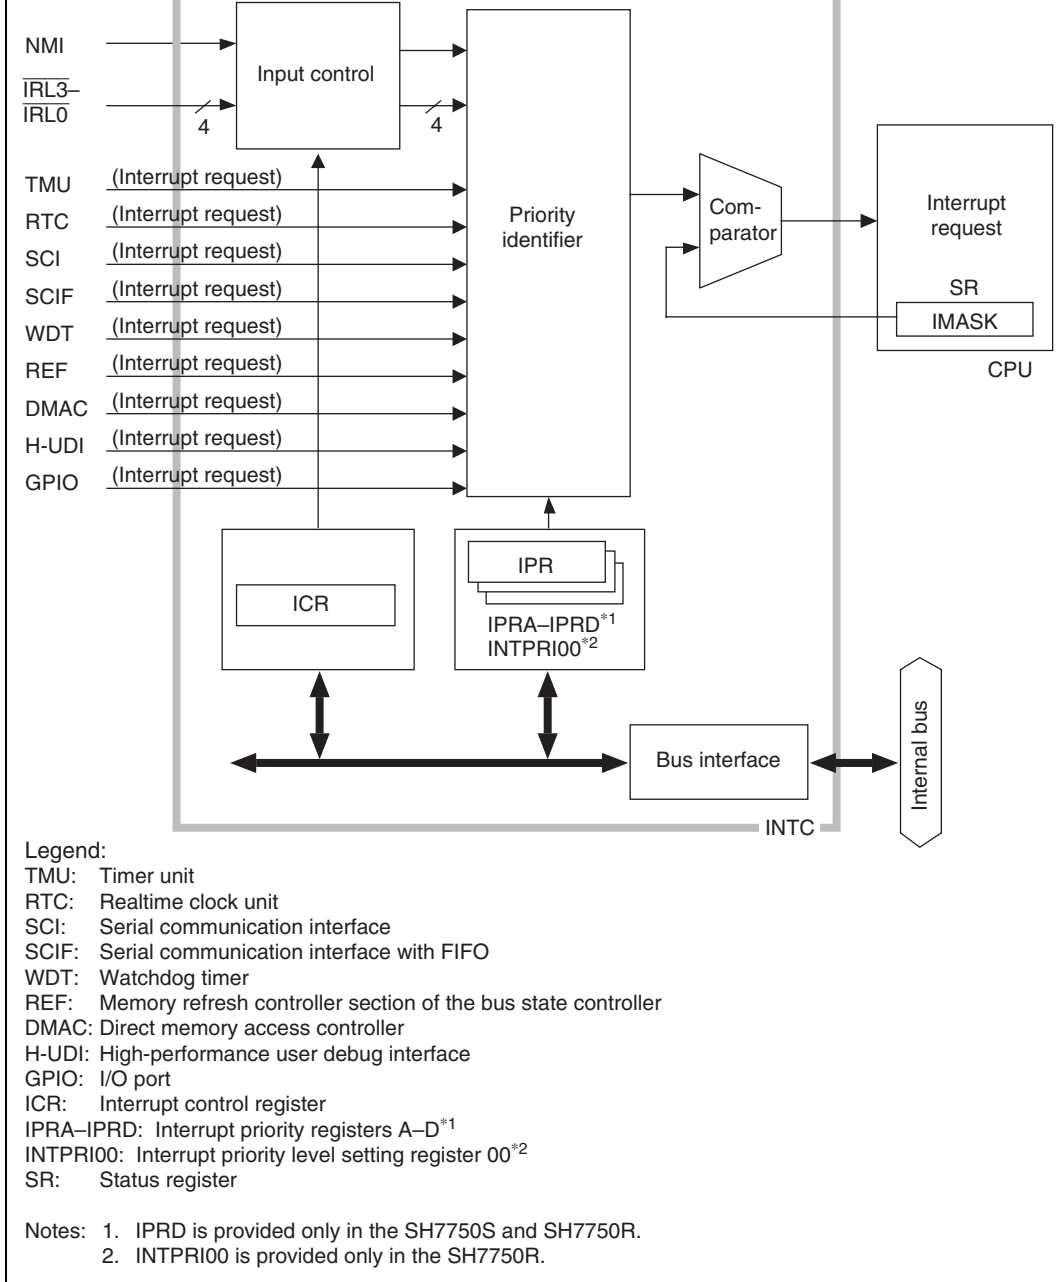 NMI
IRL3–
IRL0
4
Input control
4
TMU (Interrupt request)
RTC (Interrupt request)
SCI (Interrupt request)
SCIF (Interrupt request)
WDT (Interrupt request)
REF (Interrupt request)
DMAC (Interrupt request)
H-UDI (Interrupt request)
GPIO (Interrupt request)
Priority
identifier
Com-
parator
Interrupt
request
SR
IMASK
CPU
ICR
IPR
IPRA–IPRD*1
INTPRI00*2
Bus interface
Internal bus
INTC
Legend:
TMU: Timer unit
RTC: Realtime clock unit
SCI: Serial communication interface
SCIF: Serial communication interface with FIFO
WDT: Watchdog timer
REF: Memory refresh controller section of the bus state controller
DMAC: Direct memory access controller
H-UDI: High-performance user debug interface
GPIO: I/O port
ICR: Interrupt control register
IPRA–IPRD: Interrupt priority registers A–D*1
INTPRI00: Interrupt priority level setting register 00*2
SR: Status register
Notes: 1. IPRD is provided only in the SH7750S and SH7750R.
2. INTPRI00 is provided only in the SH7750R.